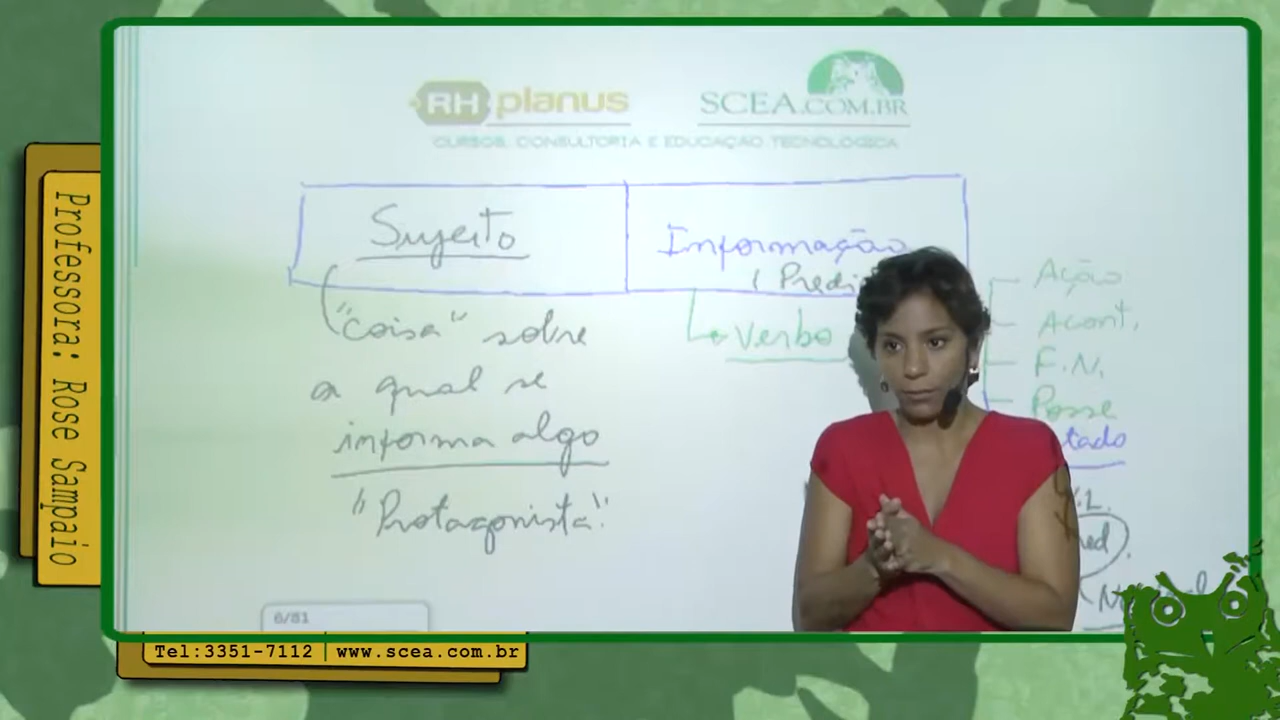 RH planus
SCEA.COM.BR
CURSOS, CONSULTORIA E EDUCAÇÃO TECNOLÓGICA
Sujeito
Informação
"coisa" sobre
a qual se
informa algo
"Protagonista".
Verbo
Ação
Acont.
F.N.
Posse
6/81
Professora: Rose Sampaio
Tel:3351-7112 | www.scea.com.br